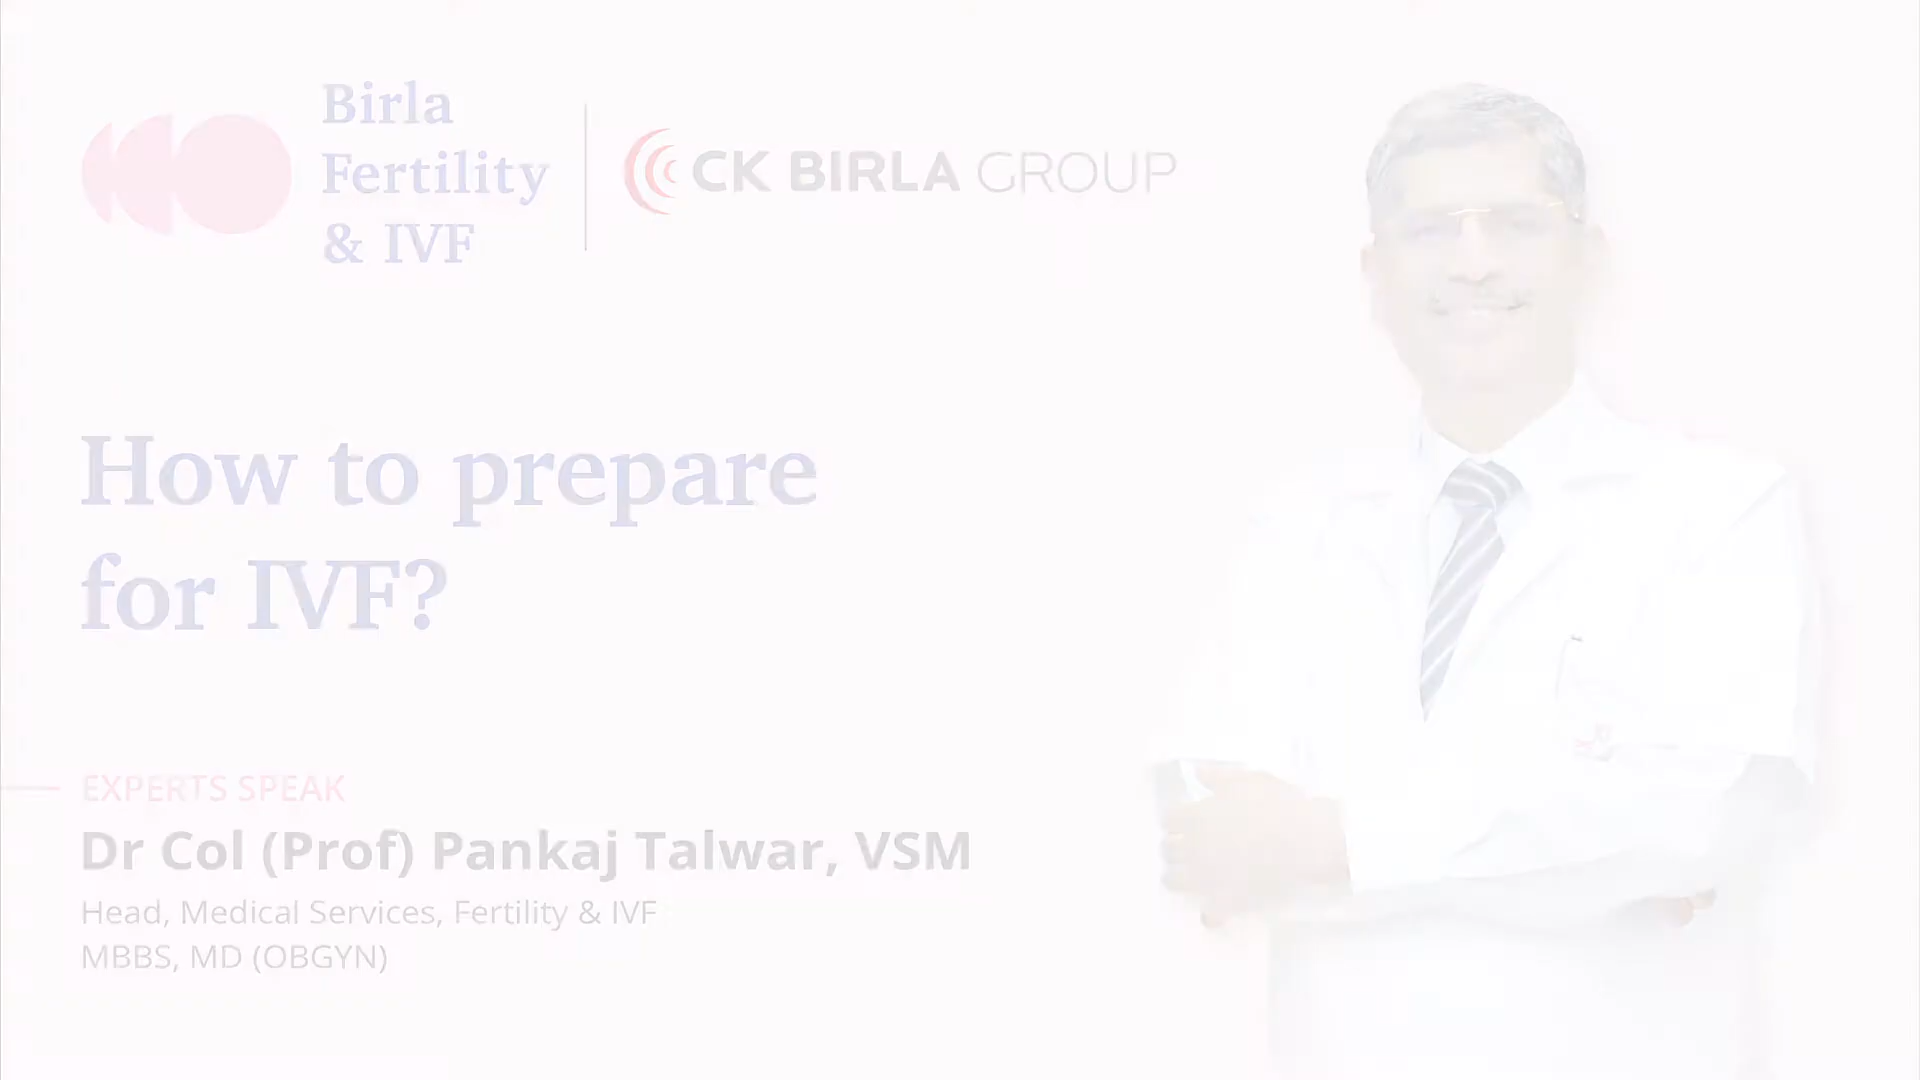 Birla
Fertility
& IVF
CK BIRLA GROUP
How to prepare
for IVF?
EXPERTS SPEAK
Dr Col (Prof) Pankaj Talwar, VSM
Head, Medical Services, Fertility & IVF
MBBS, MD (OBGYN)